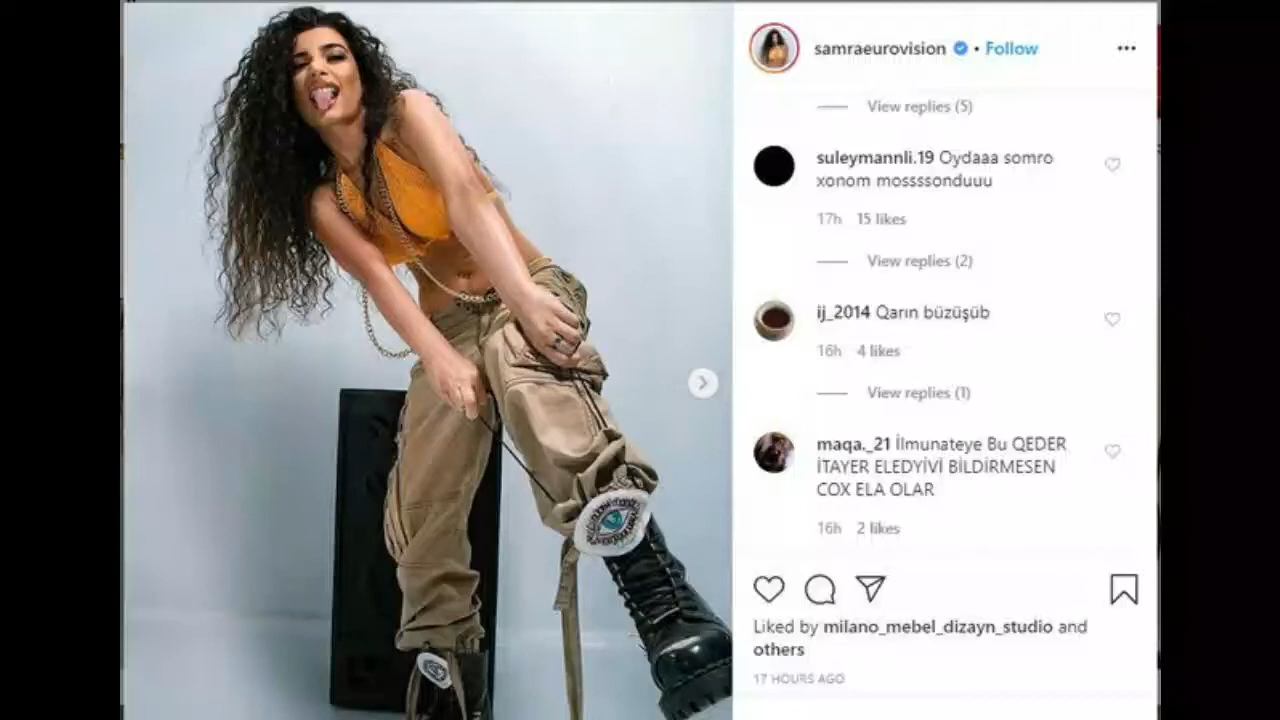 samraeurovision • Follow
View replies (5)
suleymannli.19 Oydaaa somro
xonom mossssonduuu
17h 15 likes
View replies (2)
ij_2014 Qarın büzüşüb
16h 4 likes
View replies (1)
maqa._21 İlmunateye Bu QEDER
İTAYER ELEDYİVİ BİLDİRMESEN
COX ELA OLAR
16h 2 likes
Liked by milano_mebel_dizayn_studio and
others
17 HOURS AGO